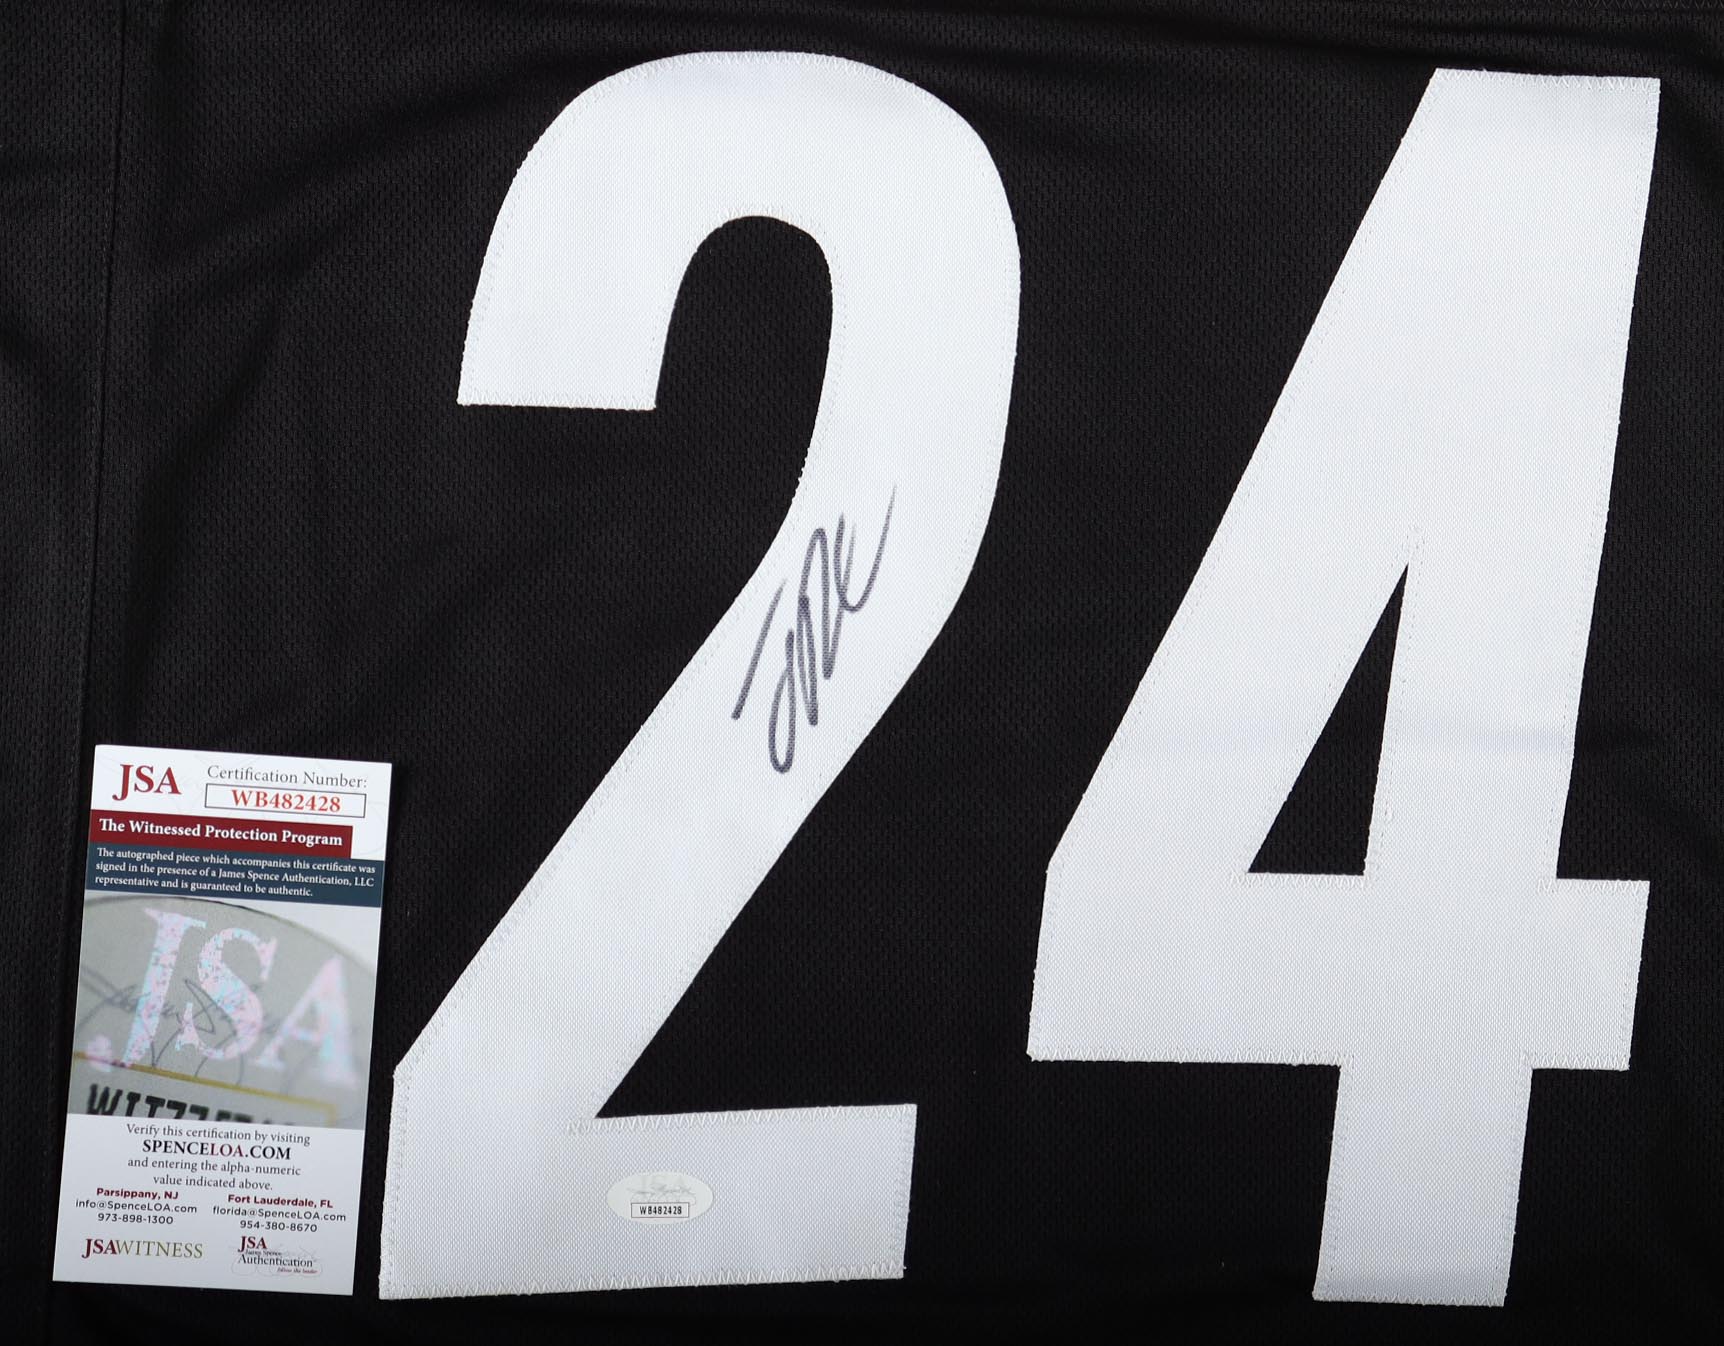 24
JSA
Certification Number:
WB482428
The Witnessed Protection Program
The autographed piece which accompanies this certificate was
signed in the presence of a James Spence Authentication, LLC
representative and is guaranteed to be authentic.
JSA
Verify this certification by visiting
SPENCELOA.COM
and entering the alpha-numeric
value indicated above.
Parsippany, NJ
info@SpenceLOA.com
973-898-1300
Fort Lauderdale, FL
florida@SpenceLOA.com
954-380-8670
JSAWITNESS
JSA
James Spence
Authentication
WB482428